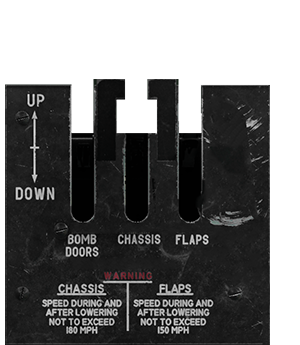 UP
DOWN
BOMB DOORS
CHASSIS
FLAPS
WARNING
CHASSIS
SPEED DURING AND
AFTER LOWERING
NOT TO EXCEED
180 MPH
FLAPS
SPEED DURING AND
AFTER LOWERING
NOT TO EXCEED
150 MPH